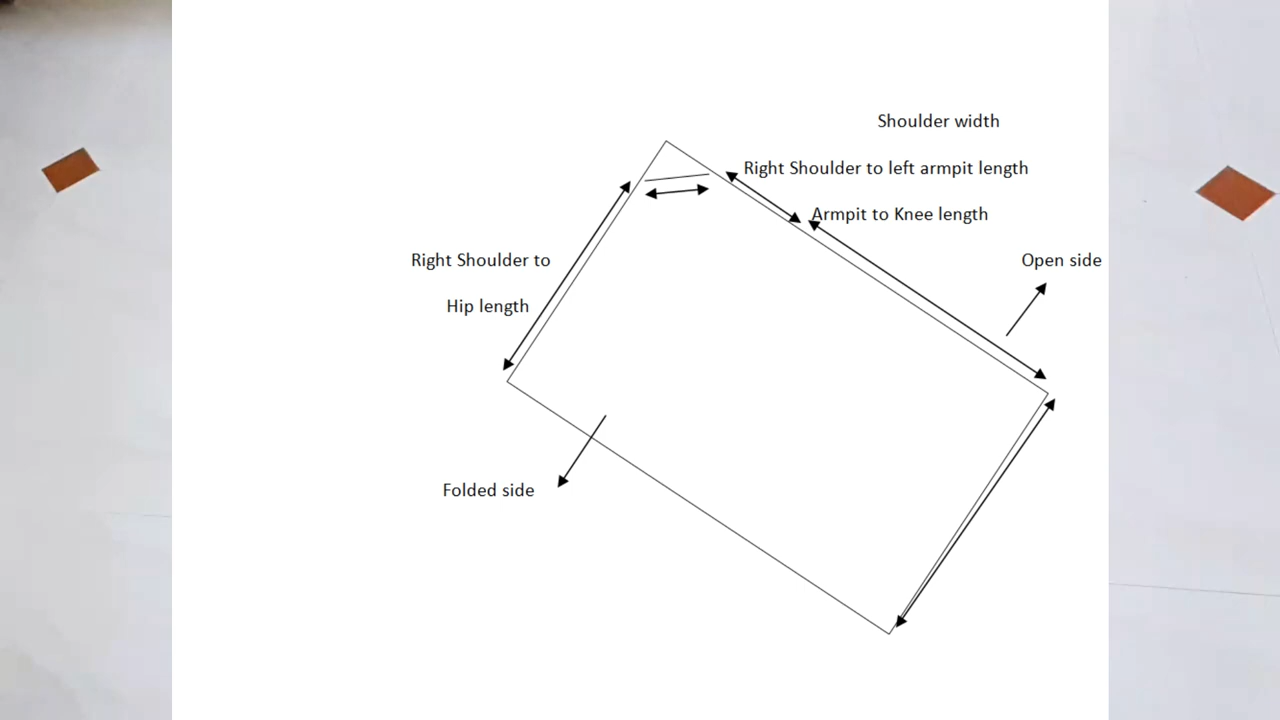 Shoulder width
Right Shoulder to left armpit length
Armpit to Knee length
Right Shoulder to
Open side
Hip length
Folded side